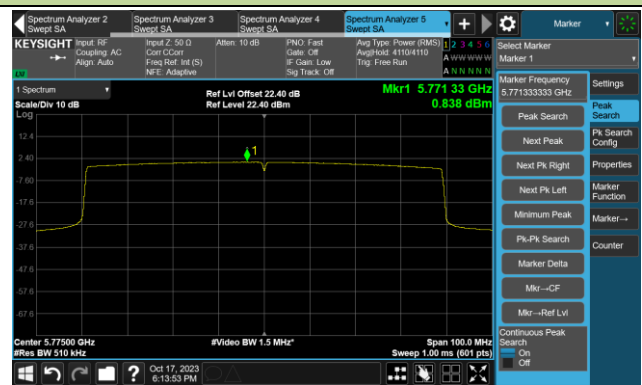 Spectrum Analyzer 2
Swept SA
Spectrum Analyzer 3
Swept SA
Spectrum Analyzer 4
Swept SA
Spectrum Analyzer 5
Swept SA
+
Marker
KEYSIGHT
Input: RF
Coupling: AC
Align: Auto
Input Z: 50 Ω
Corr CCorr
Freq Ref: Int (S)
NFE: Adaptive
Atten: 10 dB
PNO: Fast
Gate: Off
IF Gain: Low
Sig Track: Off
Avg Type: Power (RMS)
Avg|Hold: 4110/4110
Trig: Free Run
1 2 3 4 5 6
A W W W W W
A N N N N N
Select Marker
Marker 1
1 Spectrum
Scale/Div 10 dB
Log
Ref Lvl Offset 22.40 dB
Ref Level 22.40 dBm
Mkr1 5.771 33 GHz
0.838 dBm
12.4
2.40
-7.60
-17.6
-27.6
-37.6
-47.6
-57.6
-67.6
1
Center 5.77500 GHz
#Res BW 510 kHz
#Video BW 1.5 MHz*
Span 100.0 MHz
Sweep 1.00 ms (601 pts)
Marker Frequency
5.771333333 GHz
Peak Search
Next Peak
Next Pk Right
Next Pk Left
Minimum Peak
Pk-Pk Search
Marker Delta
Mkr→CF
Mkr→Ref Lvl
Continuous Peak
Search
On
Off
Settings
Peak
Search
Pk Search
Config
Properties
Marker
Function
Marker→
Counter
?
Oct 17, 2023
6:13:53 PM